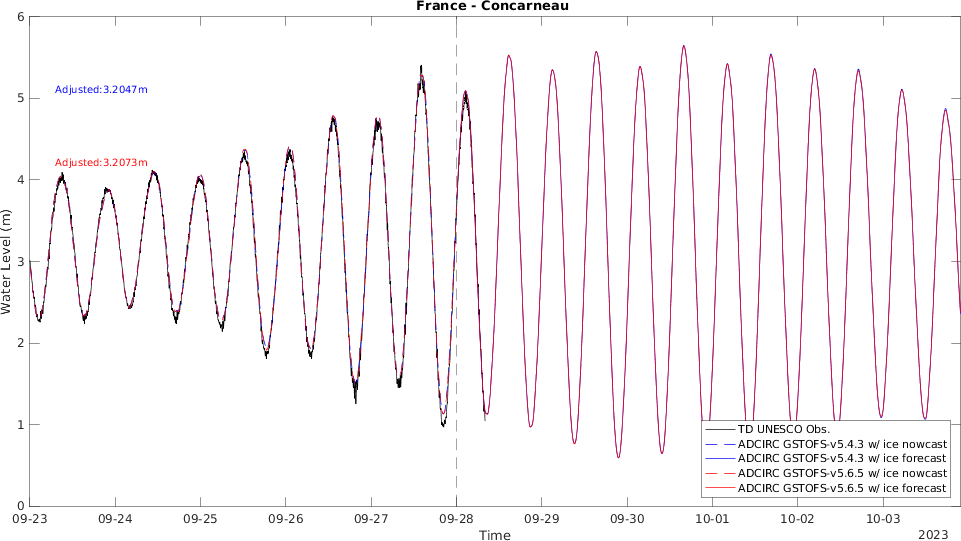 France - Concarneau
6
5
4
3
2
1
0
Water Level (m)
Adjusted:3.2047m
Adjusted:3.2073m
TD UNESCO Obs.
ADCIRC GSTOFS-v5.4.3 w/ ice nowcast
ADCIRC GSTOFS-v5.4.3 w/ ice forecast
ADCIRC GSTOFS-v5.6.5 w/ ice nowcast
ADCIRC GSTOFS-v5.6.5 w/ ice forecast
09-23 09-24 09-25 09-26 09-27 09-28 09-29 09-30 10-01 10-02 10-03
Time
2023